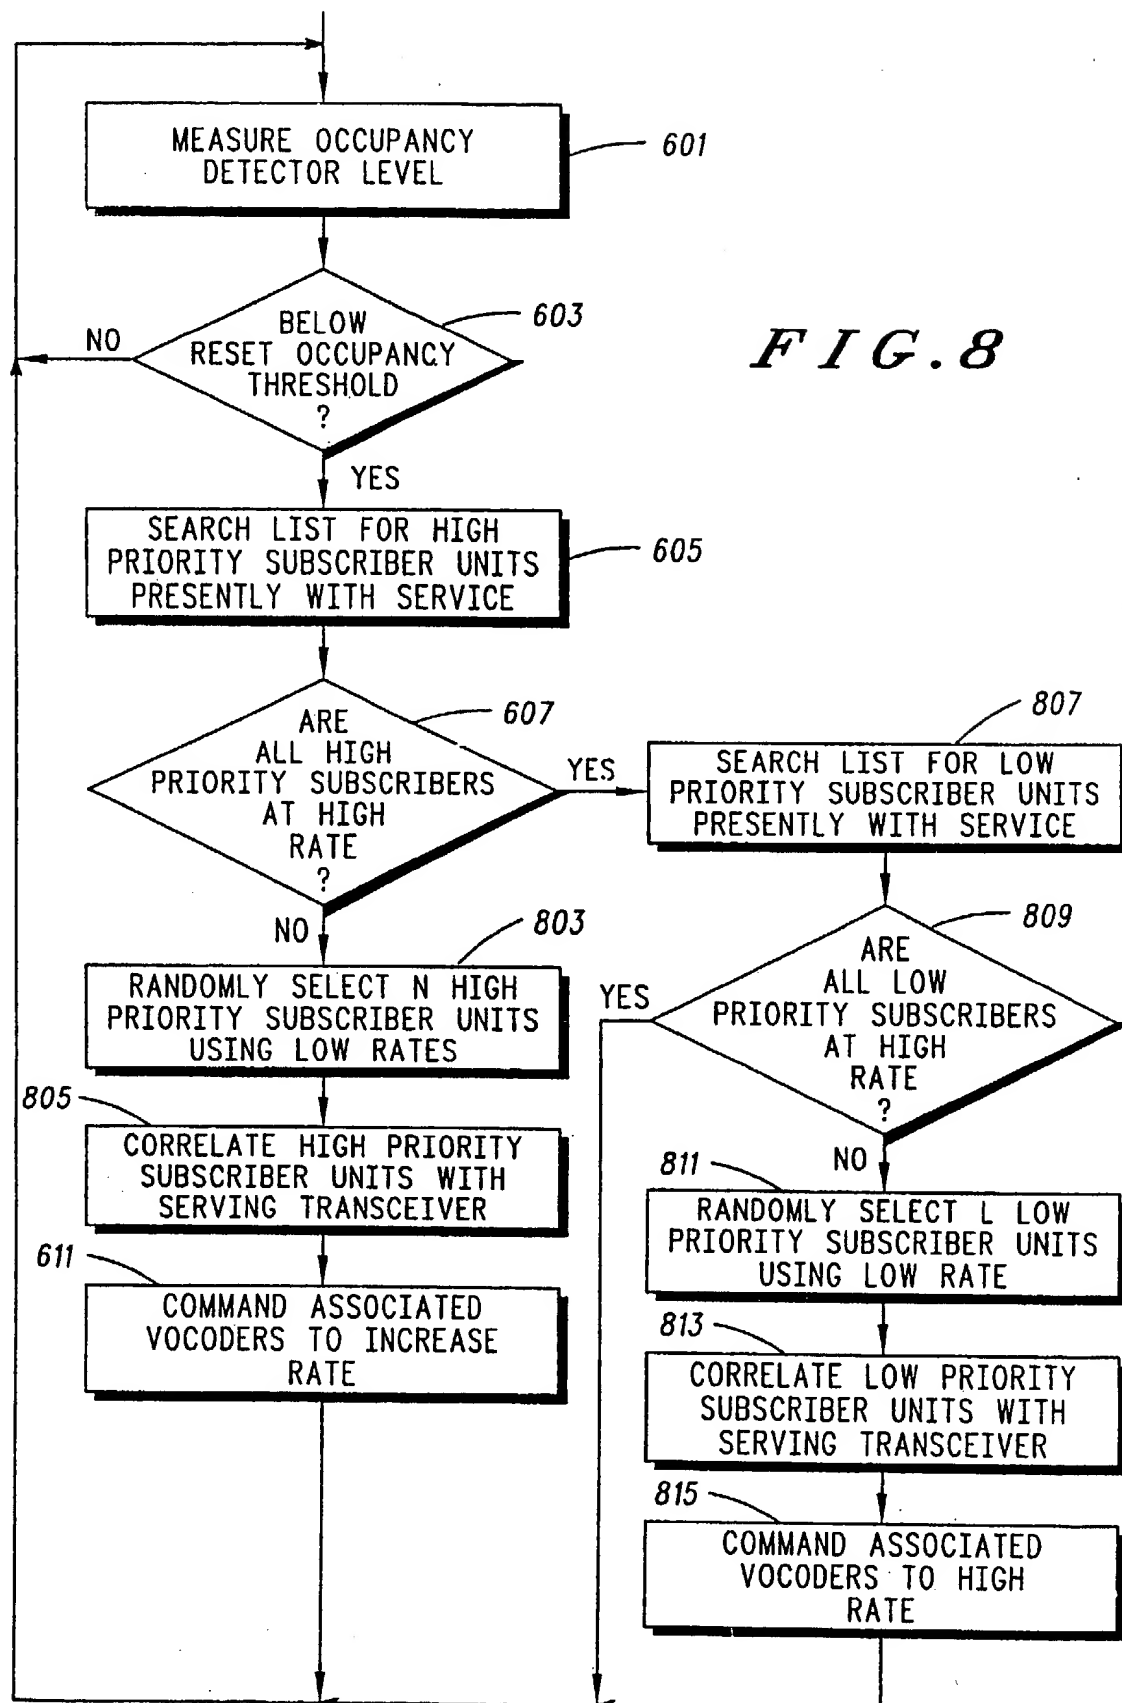 MEASURE OCCUPANCY
DETECTOR LEVEL
601
BELOW
RESET OCCUPANCY
THRESHOLD
?
603
NO
FIG.8
YES
SEARCH LIST FOR HIGH
PRIORITY SUBSCRIBER UNITS
PRESENTLY WITH SERVICE
605
ARE
ALL HIGH
PRIORITY SUBSCRIBERS
AT HIGH
RATE
?
607
YES
NO
803
RANDOMLY SELECT N HIGH
PRIORITY SUBSCRIBER UNITS
USING LOW RATES
805
CORRELATE HIGH PRIORITY
SUBSCRIBER UNITS WITH
SERVING TRANSCEIVER
611
COMMAND ASSOCIATED
VOCODERS TO INCREASE
RATE
807
SEARCH LIST FOR LOW
PRIORITY SUBSCRIBER UNITS
PRESENTLY WITH SERVICE
809
ARE
ALL LOW
PRIORITY SUBSCRIBERS
AT HIGH
RATE
?
YES
NO
811
RANDOMLY SELECT L LOW
PRIORITY SUBSCRIBER UNITS
USING LOW RATE
813
CORRELATE LOW PRIORITY
SUBSCRIBER UNITS WITH
SERVING TRANSCEIVER
815
COMMAND ASSOCIATED
VOCODERS TO HIGH
RATE